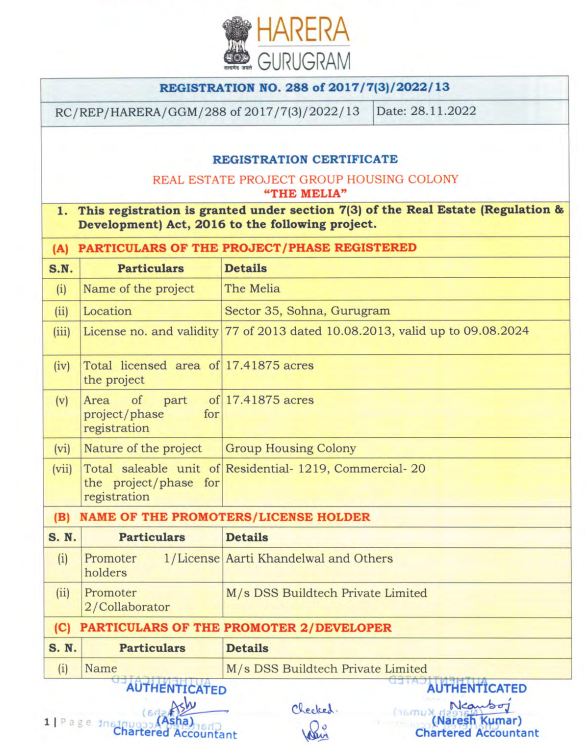 HARERA
सत्यमेव जयते GURUGRAM
REGISTRATION NO. 288 of 2017/7(3)/2022/13
RC/REP/HARERA/GGM/288 of 2017/7(3)/2022/13 Date: 28.11.2022
REGISTRATION CERTIFICATE
REAL ESTATE PROJECT GROUP HOUSING COLONY
“THE MELIA”
1. This registration is granted under section 7(3) of the Real Estate (Regulation &
Development) Act, 2016 to the following project.
(A) PARTICULARS OF THE PROJECT/PHASE REGISTERED
S.N. Particulars Details
(i) Name of the project The Melia
(ii) Location Sector 35, Sohna, Gurugram
(iii) License no. and validity 77 of 2013 dated 10.08.2013, valid up to 09.08.2024
(iv) Total licensed area of 17.41875 acres
the project
(v) Area of part of 17.41875 acres
project/phase for
registration
(vi) Nature of the project Group Housing Colony
(vii) Total saleable unit of Residential- 1219, Commercial- 20
the project/phase for
registration
(B) NAME OF THE PROMOTERS/LICENSE HOLDER
S. N. Particulars Details
(i) Promoter 1/License Aarti Khandelwal and Others
holders
(ii) Promoter M/s DSS Buildtech Private Limited
2/Collaborator
(C) PARTICULARS OF THE PROMOTER 2/DEVELOPER
S. N. Particulars Details
(i) Name M/s DSS Buildtech Private Limited
AUTHENTICATED AUTHENTICATED
Checked.
1 | Page (Asha) (Naresh Kumar)
Chartered Accountant Chartered Accountant